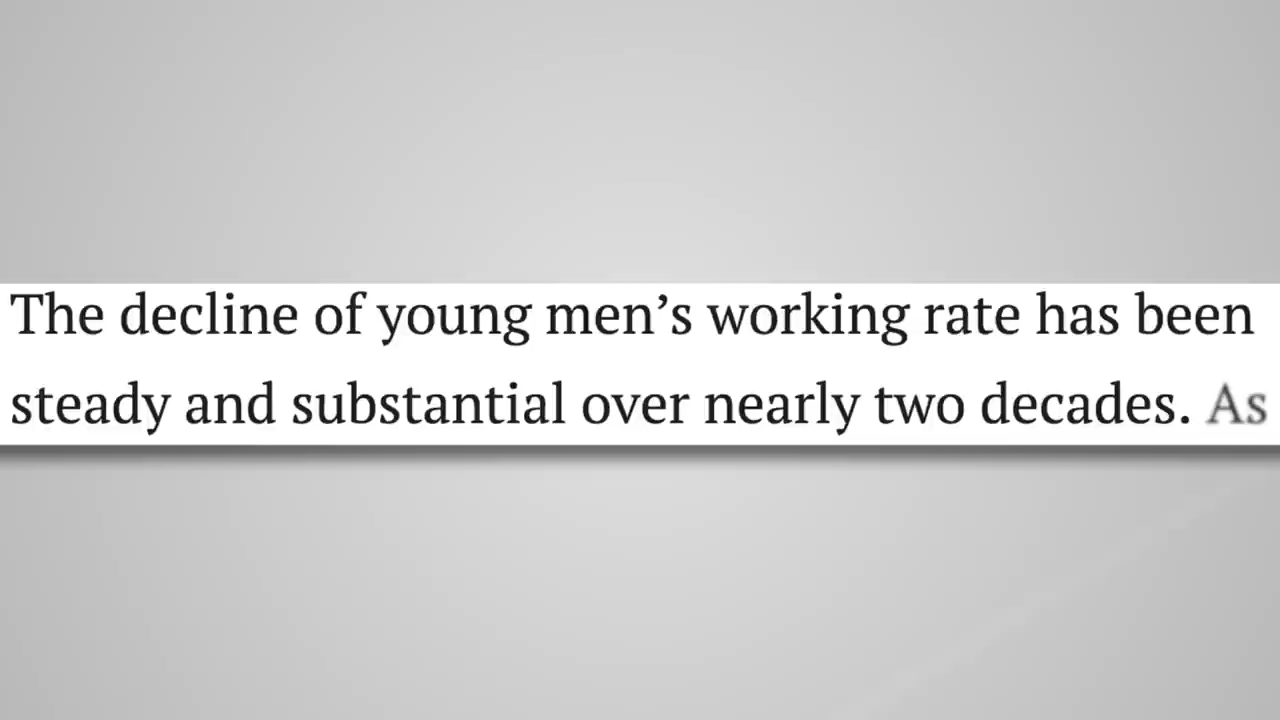 The decline of young men’s working rate has been
steady and substantial over nearly two decades. As